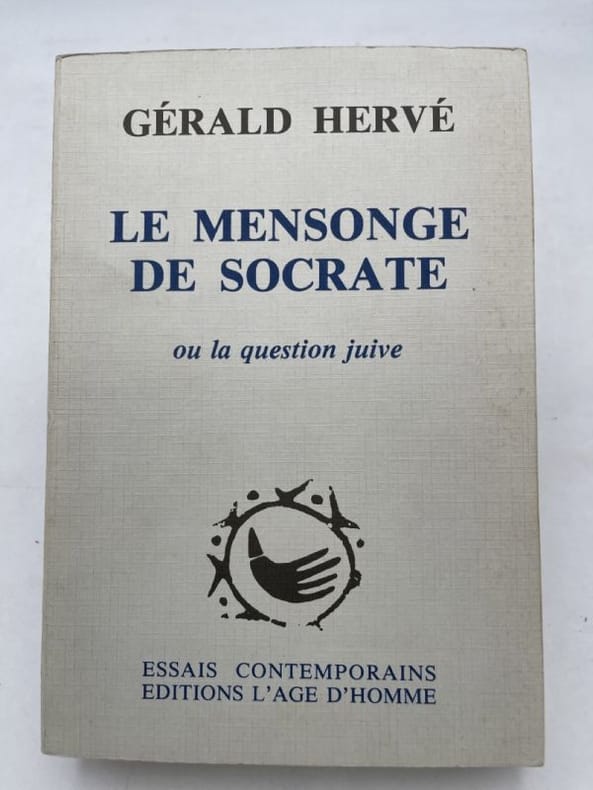 GÉRALD HERVÉ
LE MENSONGE
DE SOCRATE
ou la question juive
ESSAIS CONTEMPORAINS
EDITIONS L'AGE D'HOMME